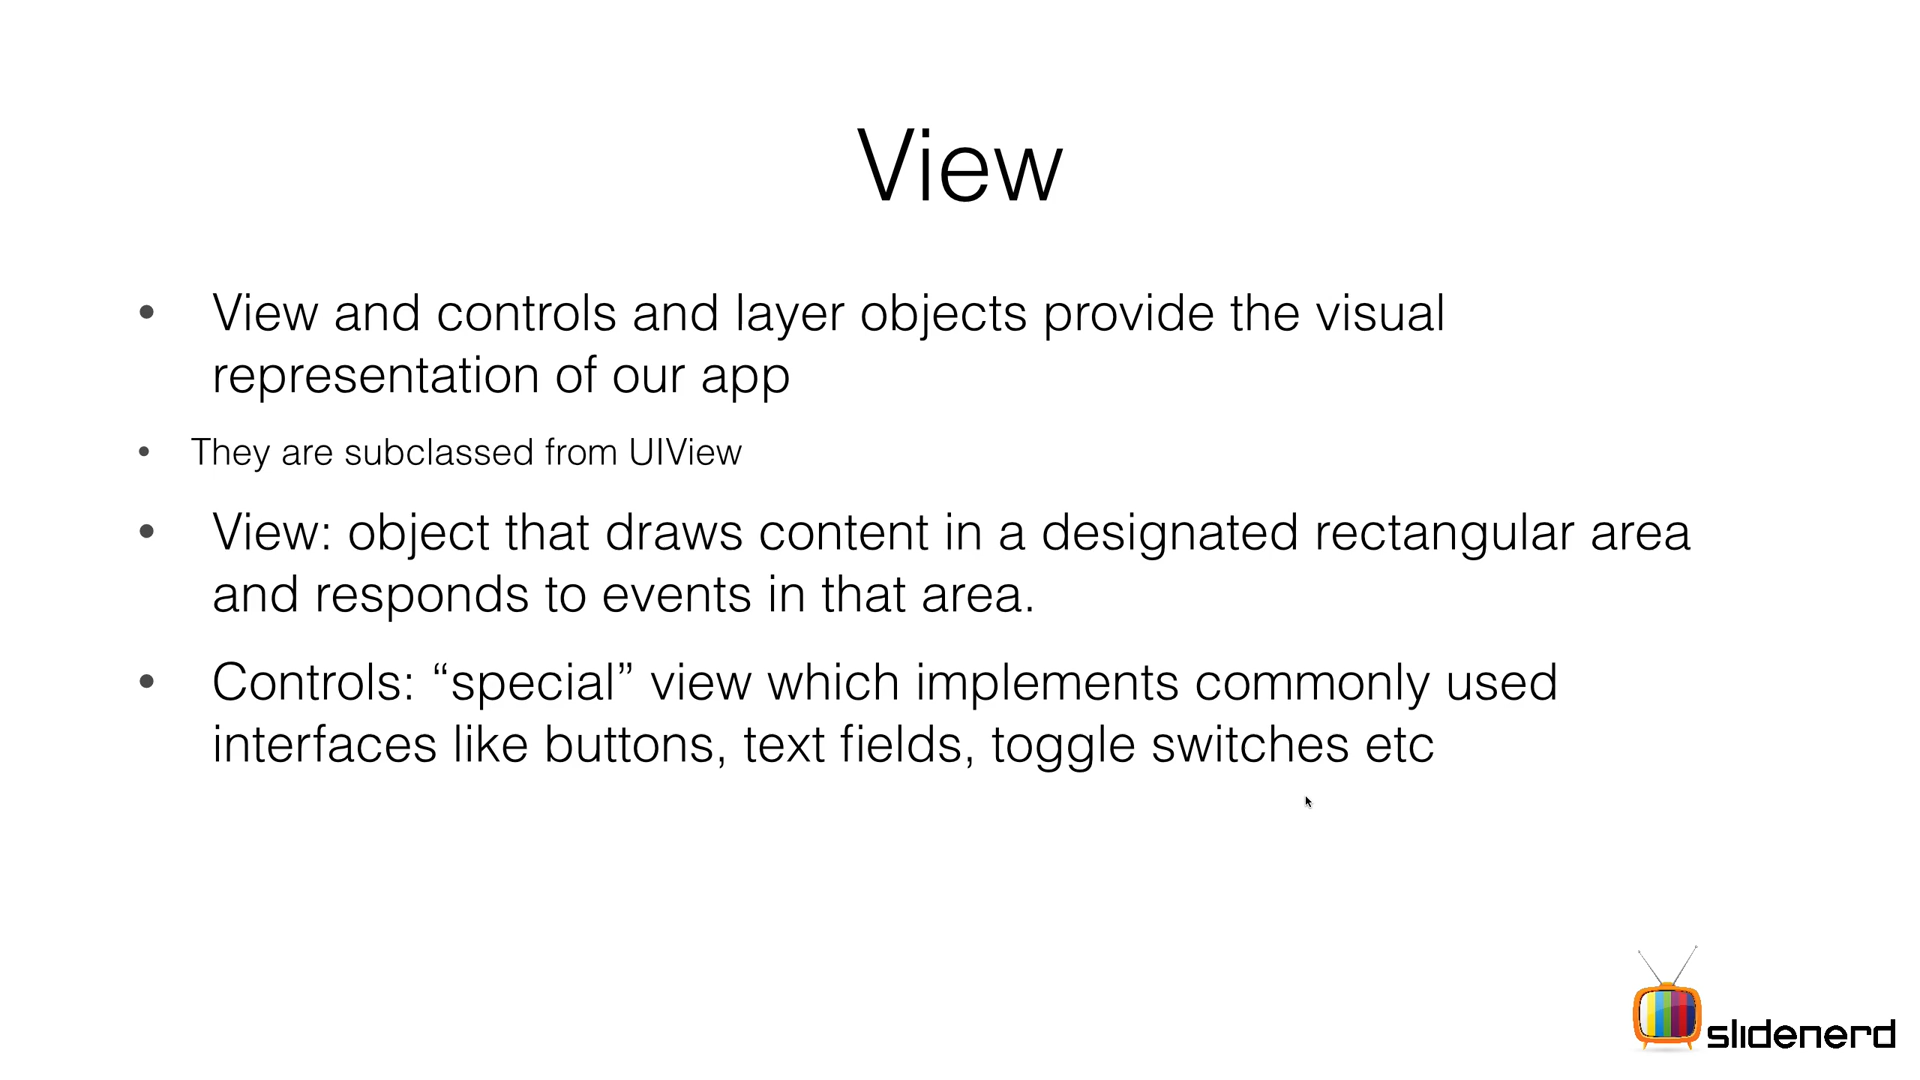 View
• View and controls and layer objects provide the visual
representation of our app
• They are subclassed from UIView
• View: object that draws content in a designated rectangular area
and responds to events in that area.
• Controls: “special” view which implements commonly used
interfaces like buttons, text fields, toggle switches etc
slidenerd